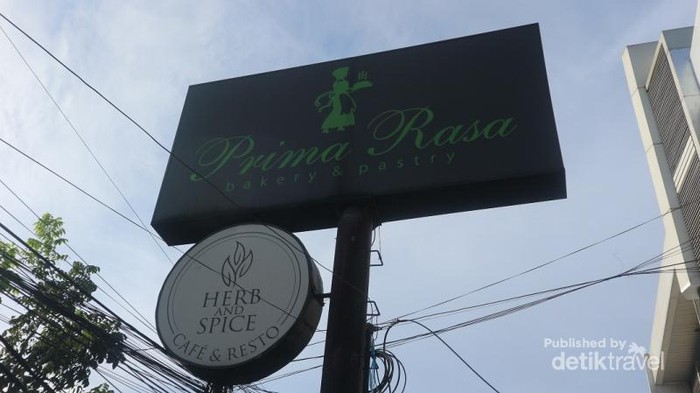 Prima Rasa
bakery & pastry
HERB
AND
SPICE
CAFÉ & RESTO
Published by
detiktravel